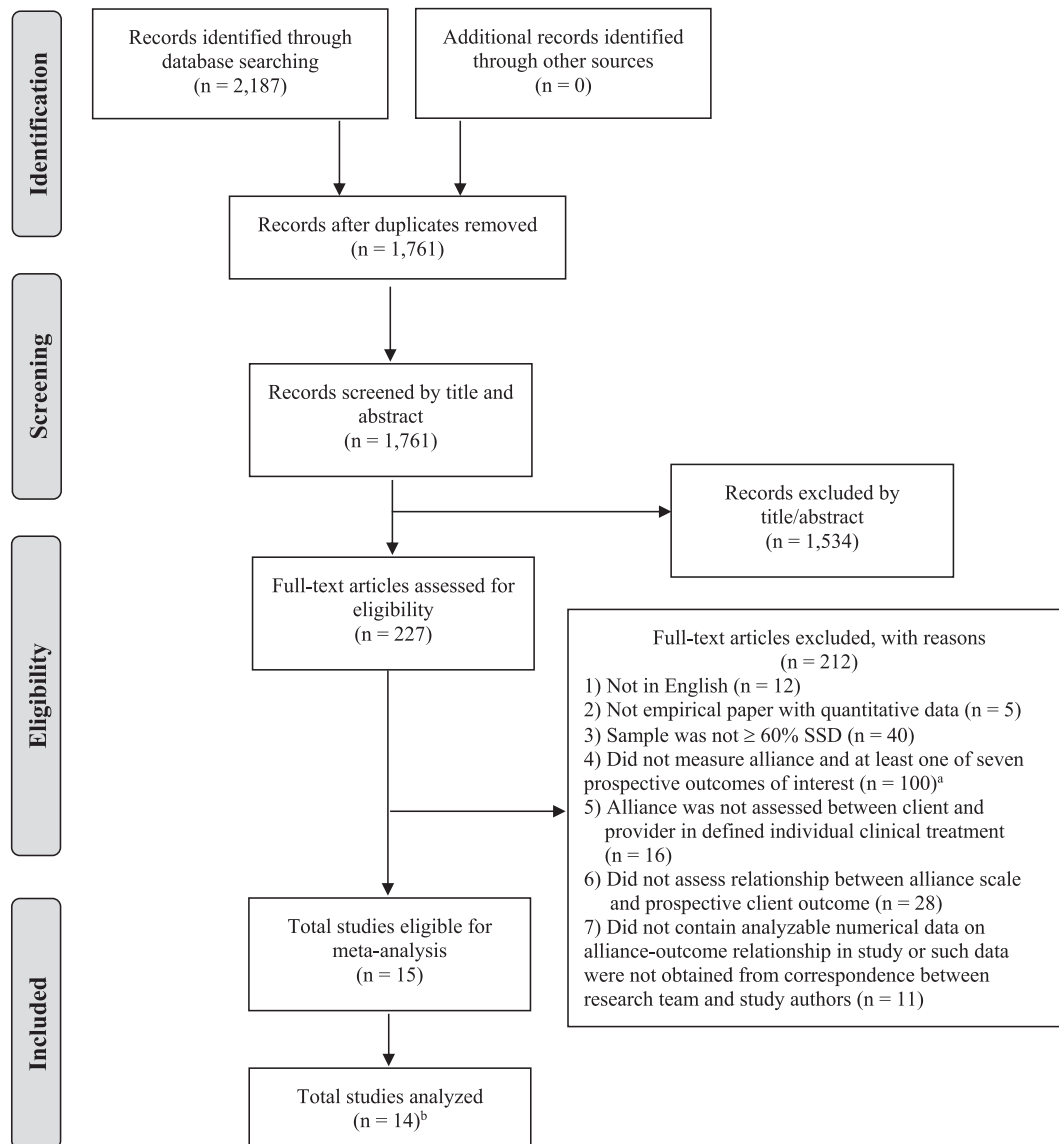 Identification
Records identified through
database searching
(n = 2,187)
Additional records identified
through other sources
(n = 0)
Records after duplicates removed
(n = 1,761)
Screening
Records screened by title and
abstract
(n = 1,761)
Records excluded by
title/abstract
(n = 1,534)
Eligibility
Full-text articles assessed for
eligibility
(n = 227)
Full-text articles excluded, with reasons
(n = 212)
1) Not in English (n = 12)
2) Not empirical paper with quantitative data (n = 5)
3) Sample was not ≥ 60% SSD (n = 40)
4) Did not measure alliance and at least one of seven
prospective outcomes of interest (n = 100)ᵃ
5) Alliance was not assessed between client and
provider in defined individual clinical treatment
(n = 16)
6) Did not assess relationship between alliance scale
and prospective client outcome (n = 28)
7) Did not contain analyzable numerical data on
alliance-outcome relationship in study or such data
were not obtained from correspondence between
research team and study authors (n = 11)
Included
Total studies eligible for
meta-analysis
(n = 15)
Total studies analyzed
(n = 14)ᵇ